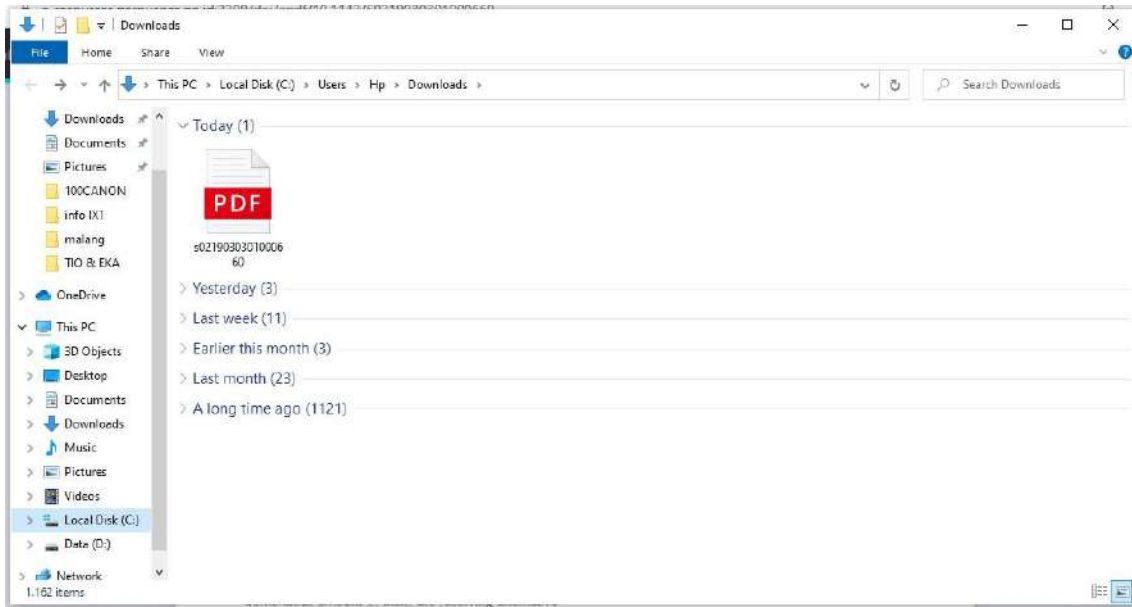 Downloads
File Home Share View
This PC > Local Disk (C:) > Users > Hp > Downloads >
Search Downloads
Downloads
Documents
Pictures
100CANON
info IX1
malang
TIO & EKA
OneDrive
This PC
3D Objects
Desktop
Documents
Downloads
Music
Pictures
Videos
Local Disk (C:)
Data (D:)
Network
1.162 items
Today (1)
PDF
s02190303010006
60
Yesterday (3)
Last week (11)
Earlier this month (3)
Last month (23)
A long time ago (1121)